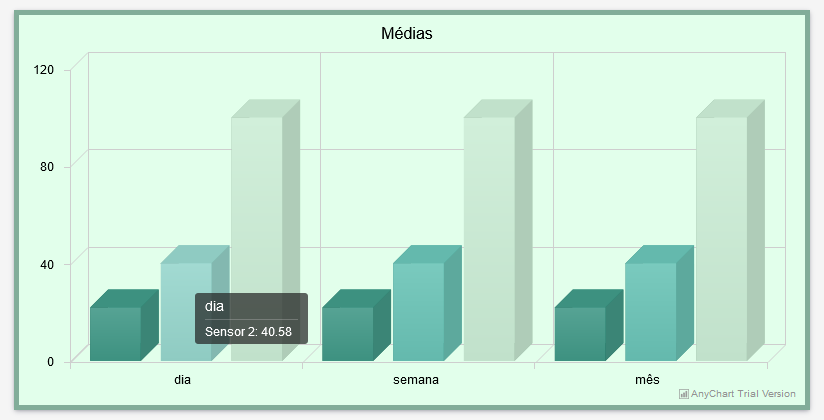 Médias
120
80
40
0
dia
Sensor 2: 40.58
dia
semana
mês
AnyChart Trial Version